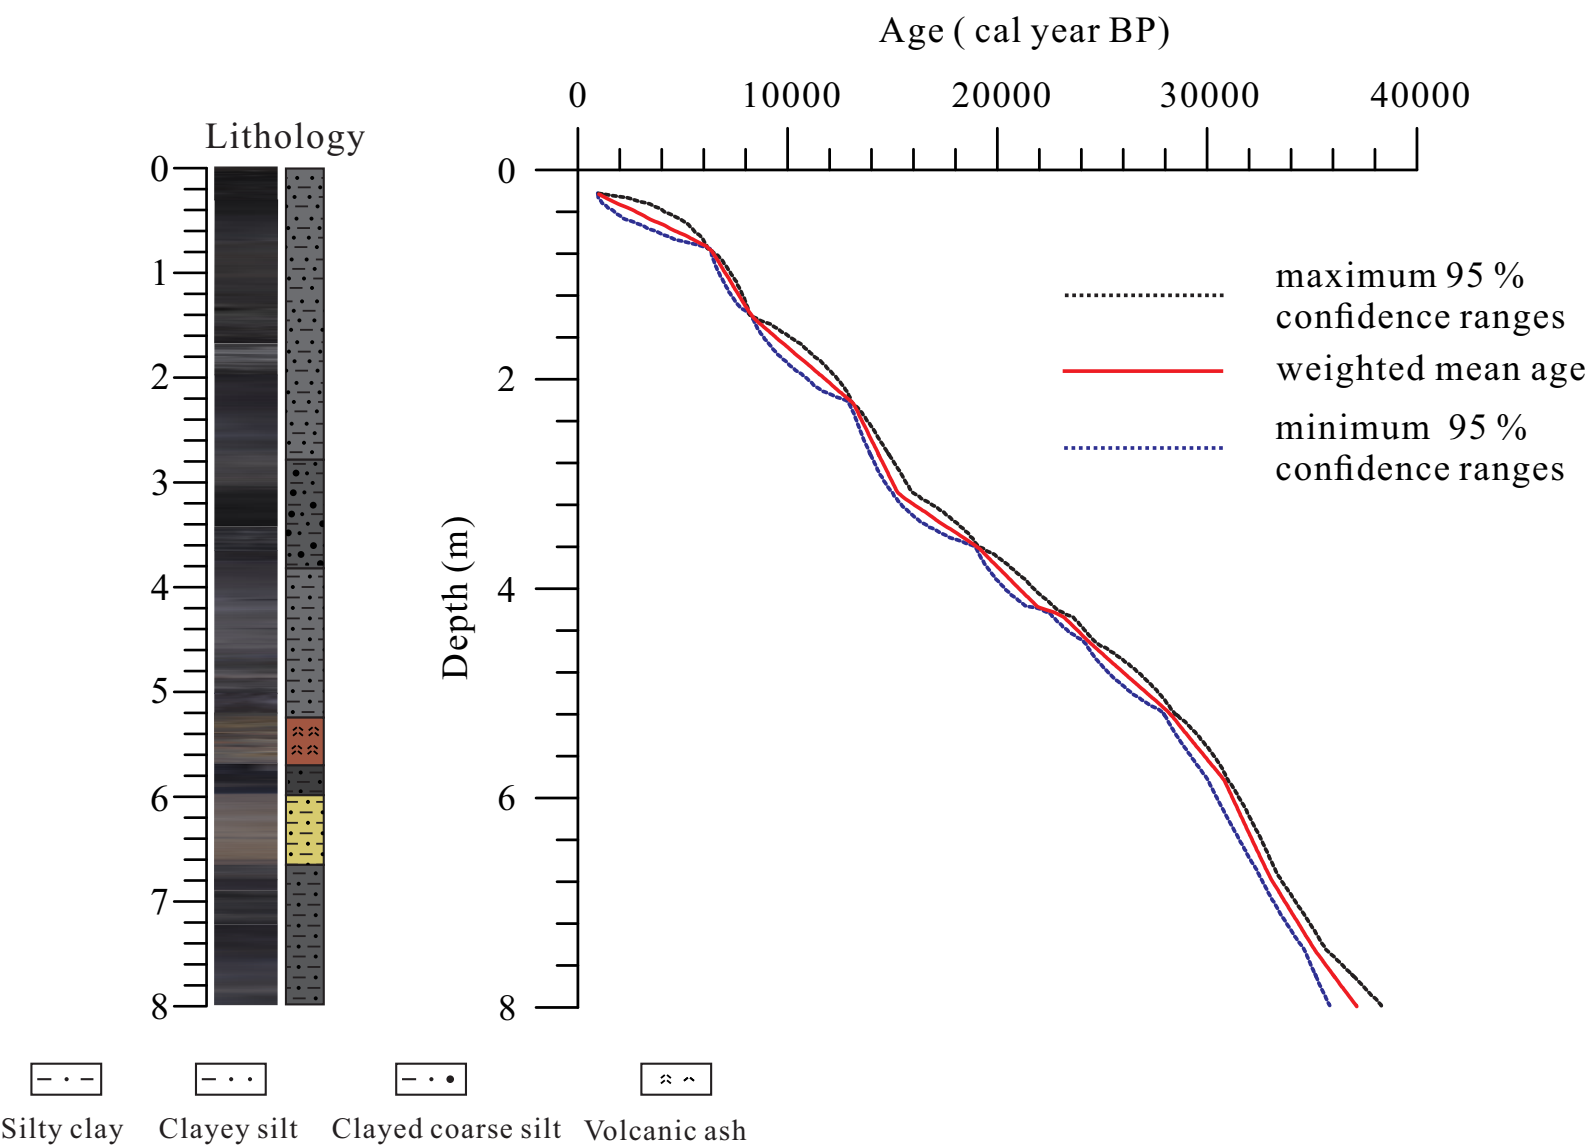 Age ( cal year BP)
0 10000 20000 30000 40000
Lithology
0
1
2
3
4
5
6
7
8
Depth (m)
0
2
4
6
8
maximum 95 %
confidence ranges
weighted mean age
minimum 95 %
confidence ranges
Silty clay Clayey silt Clayed coarse silt Volcanic ash